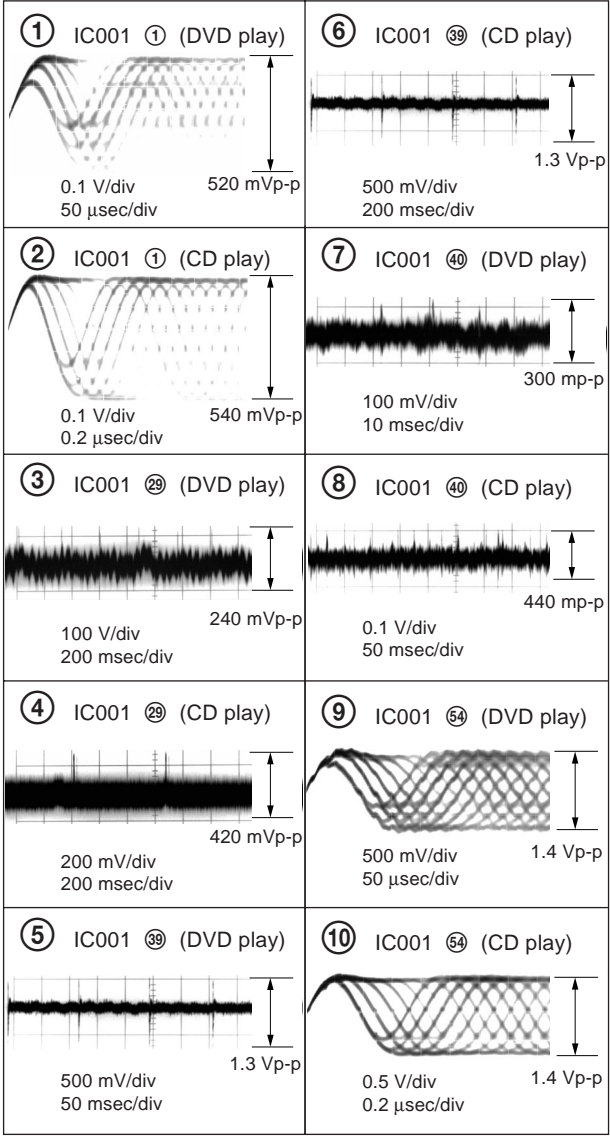 ① IC001 ① (DVD play)
520 mVp-p
0.1 V/div
50 µsec/div
② IC001 ① (CD play)
540 mVp-p
0.1 V/div
0.2 µsec/div
③ IC001 ㉙ (DVD play)
240 mVp-p
100 V/div
200 msec/div
④ IC001 ㉙ (CD play)
420 mVp-p
200 mV/div
200 msec/div
⑤ IC001 ㊴ (DVD play)
1.3 Vp-p
500 mV/div
50 msec/div
⑥ IC001 ㊴ (CD play)
1.3 Vp-p
500 mV/div
200 msec/div
⑦ IC001 ㊵ (DVD play)
300 mp-p
100 mV/div
10 msec/div
⑧ IC001 ㊵ (CD play)
440 mp-p
0.1 V/div
50 msec/div
⑨ IC001 54 (DVD play)
500 mV/div 1.4 Vp-p
50 µsec/div
⑩ IC001 54 (CD play)
0.5 V/div 1.4 Vp-p
0.2 µsec/div